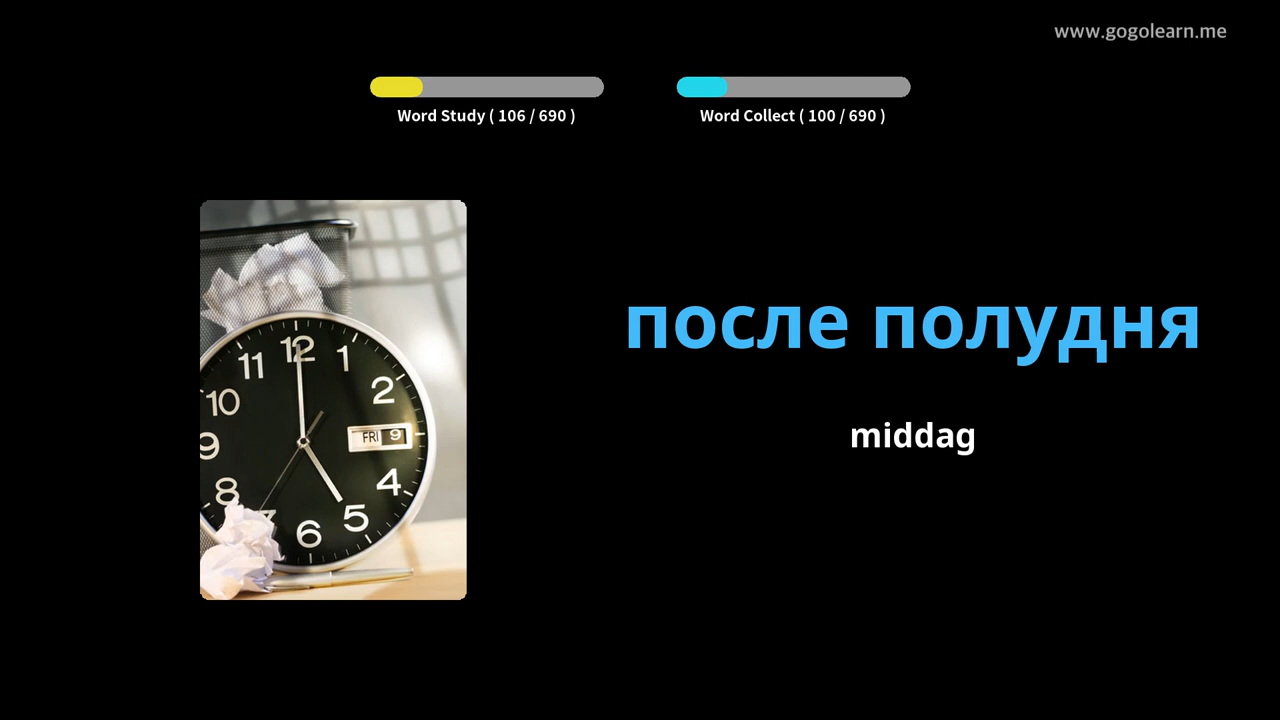 www.gogolearn.me
Word Study ( 106 / 690 )
Word Collect ( 100 / 690 )
после полудня
middag
12
11
1
10
2
9
FRI 9
8
4
7
5
6